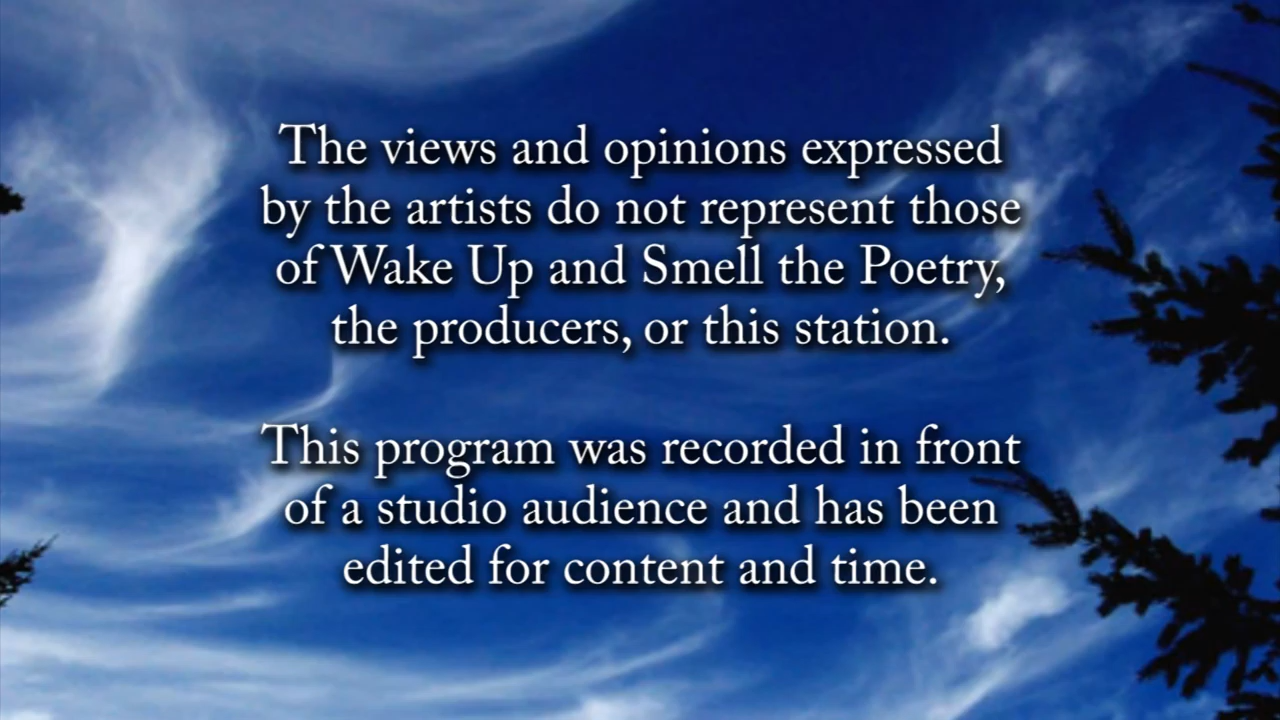 The views and opinions expressed
by the artists do not represent those
of Wake Up and Smell the Poetry,
the producers, or this station.
This program was recorded in front
of a studio audience and has been
edited for content and time.